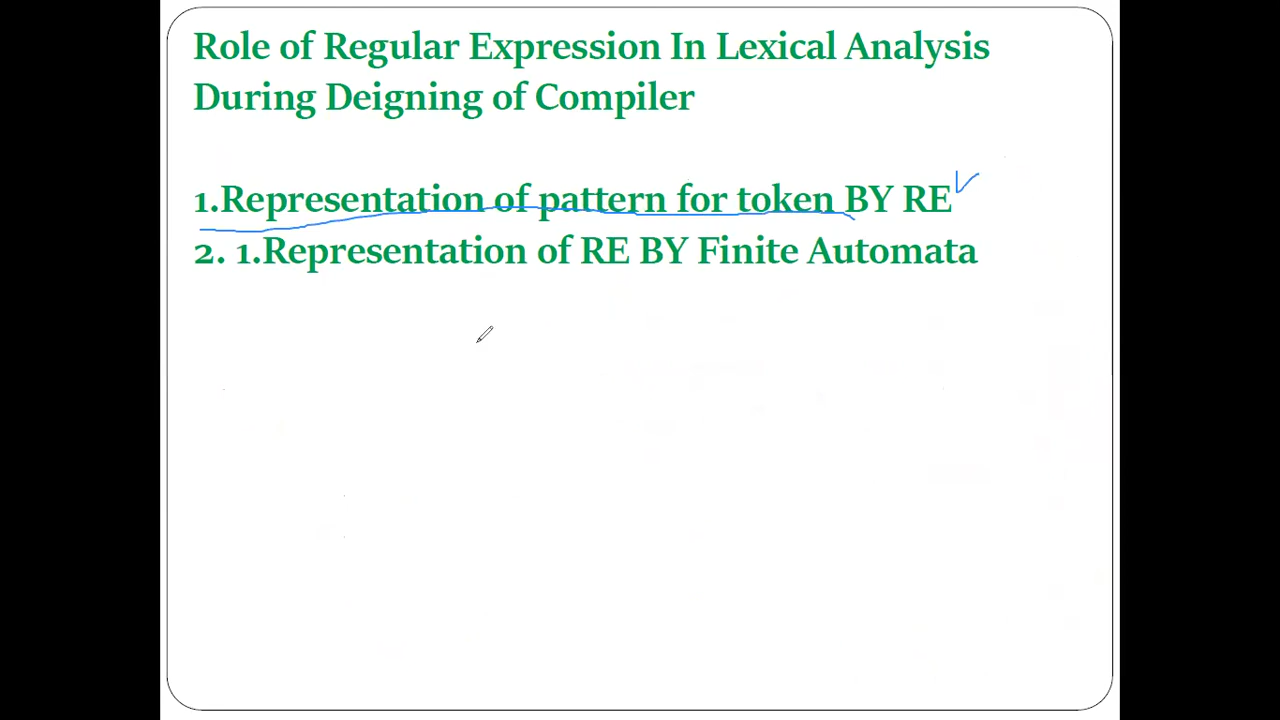 Role of Regular Expression In Lexical Analysis
During Deigning of Compiler
1.Representation of pattern for token BY RE
2. 1.Representation of RE BY Finite Automata